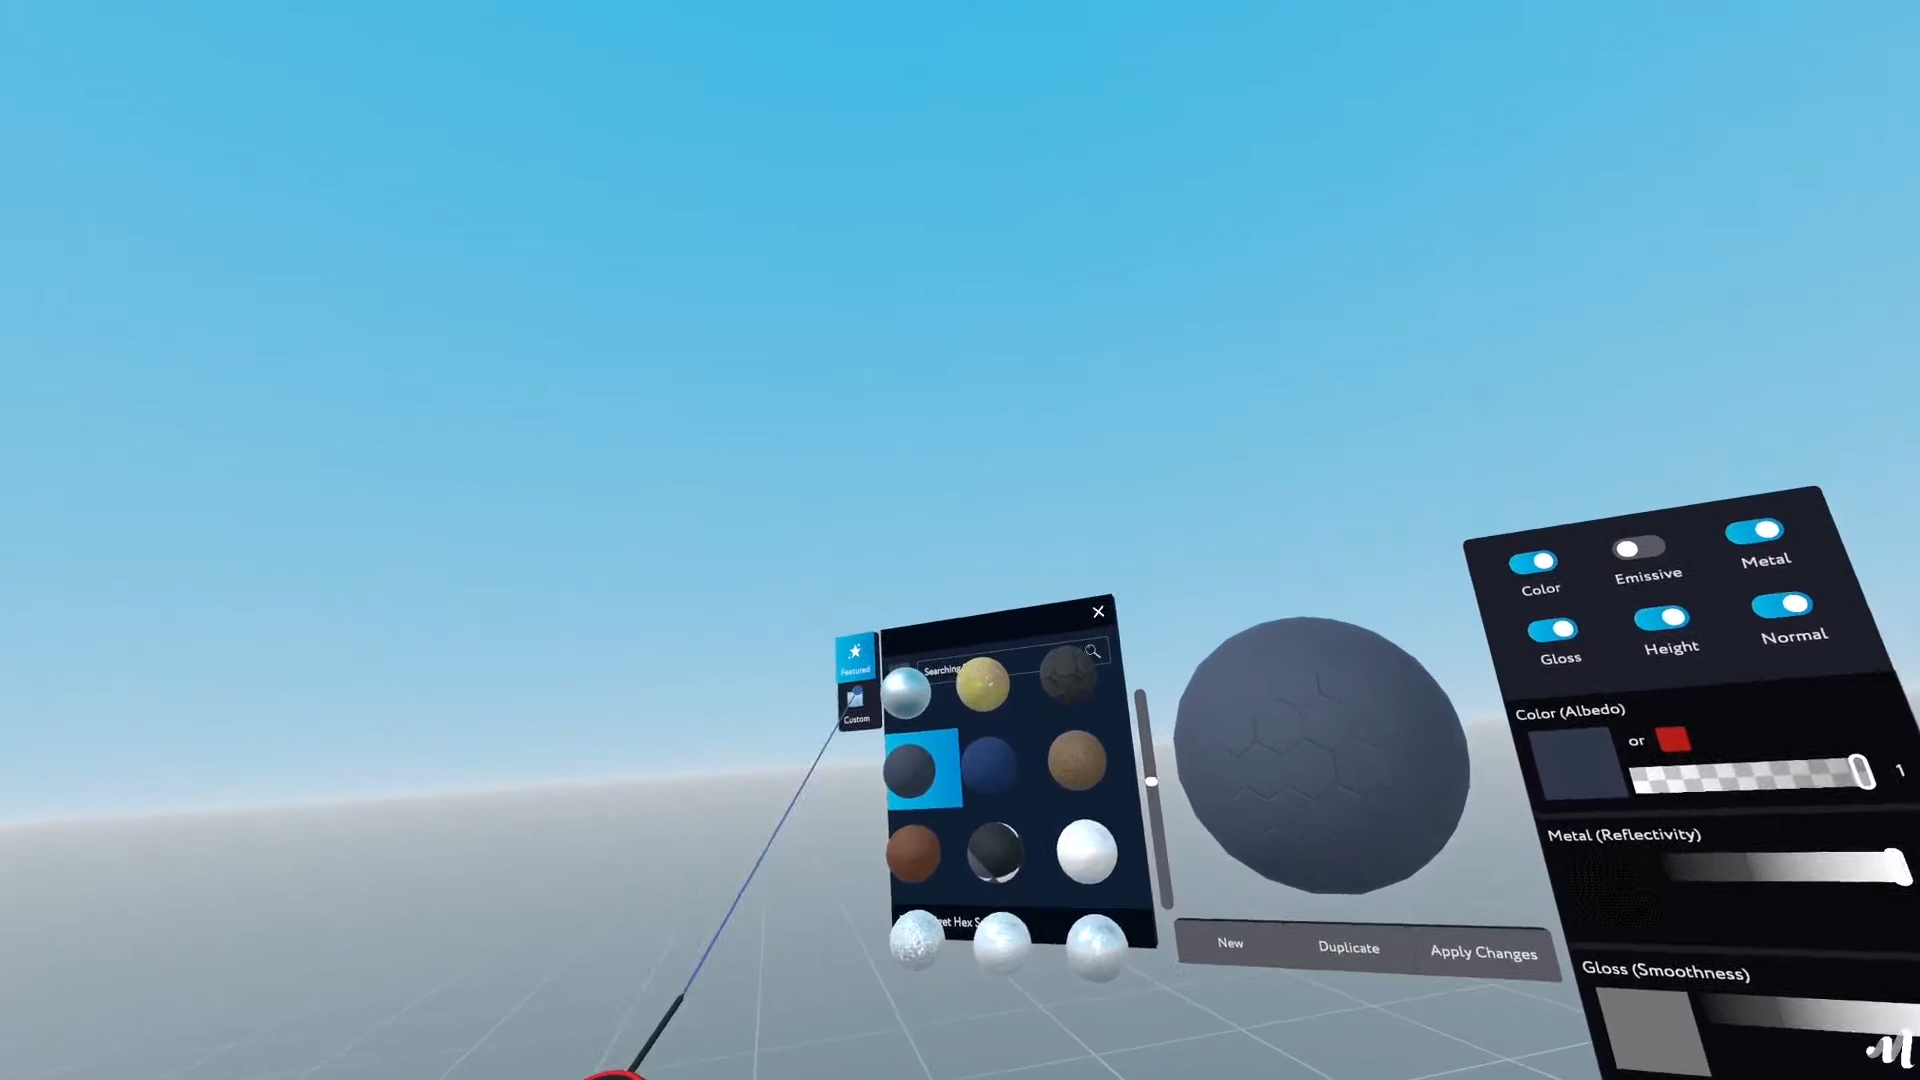 Featured
Custom
Searching
New
Duplicate
Apply Changes
Color
Emissive
Metal
Gloss
Height
Normal
Color (Albedo)
or
1
Metal (Reflectivity)
Gloss (Smoothness)